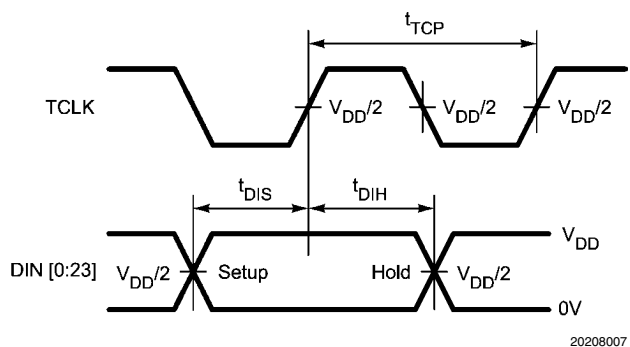 tTCP
TCLK
VDD/2
VDD/2
VDD/2
tDIS
tDIH
VDD
DIN [0:23]
VDD/2
Setup
Hold
VDD/2
0V
20208007